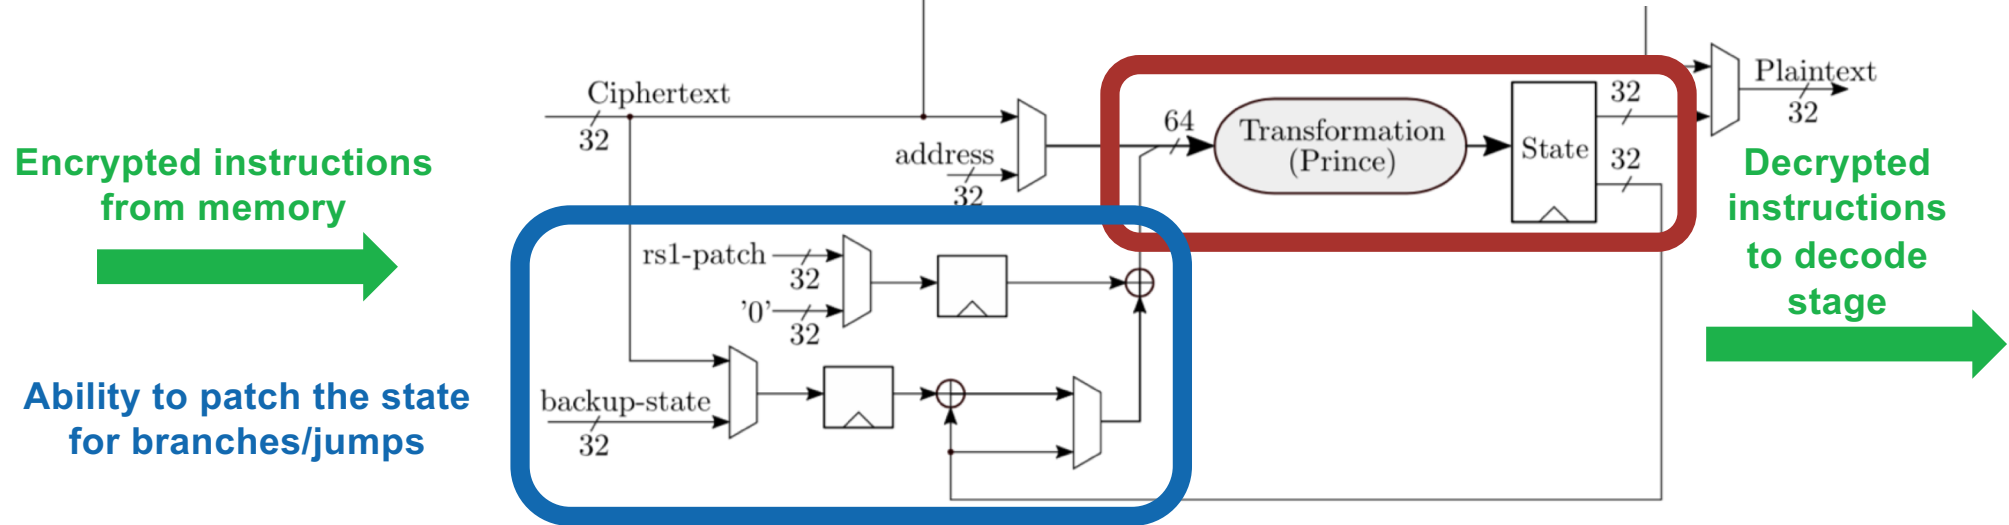 Ciphertext
32
address
32
64
Transformation
(Prince)
State
32
32
Plaintext
32
Encrypted instructions
from memory
Decrypted
instructions
to decode
stage
rs1-patch
32
'0'
32
backup-state
32
Ability to patch the state
for branches/jumps